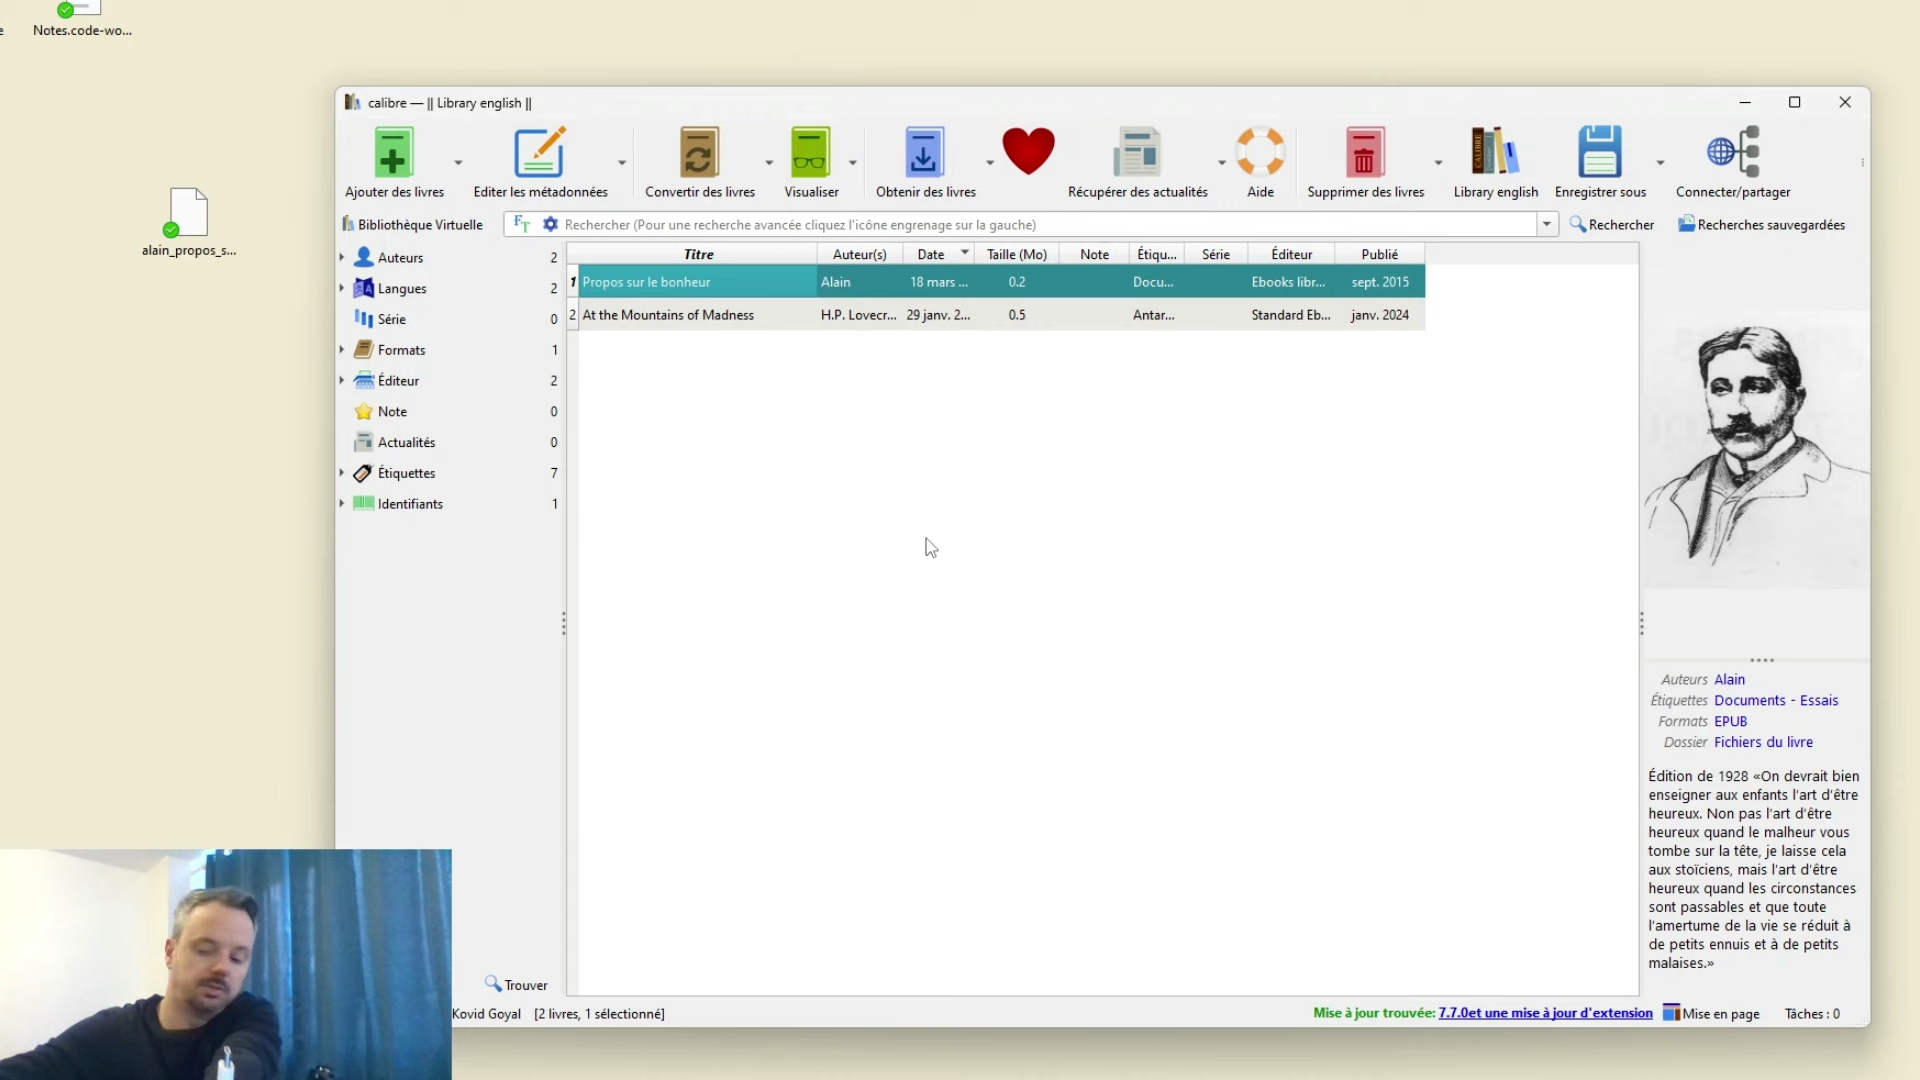 Notes.code-wo...
alain_propos_s...
calibre — || Library english ||
Ajouter des livres
Editer les métadonnées
Convertir des livres
Visualiser
Obtenir des livres
Récupérer des actualités
Aide
Supprimer des livres
Library english
Enregistrer sous
Connecter/partager
Bibliothèque Virtuelle
Rechercher (Pour une recherche avancée cliquez l'icône engrenage sur la gauche)
Rechercher
Recherches sauvegardées
Auteurs 2
Langues 2
Série 0
Formats 1
Éditeur 2
Note 0
Actualités 0
Étiquettes 7
Identifiants 1
Titre Auteur(s) Date Taille (Mo) Note Étiqu... Série Éditeur Publié
1 Propos sur le bonheur Alain 18 mars ... 0.2 Docu... Ebooks libr... sept. 2015
2 At the Mountains of Madness H.P. Lovecr... 29 janv. 2... 0.5 Antar... Standard Eb... janv. 2024
Auteurs Alain
Étiquettes Documents - Essais
Formats EPUB
Dossier Fichiers du livre
Édition de 1928 «On devrait bien
enseigner aux enfants l'art d'être
heureux. Non pas l'art d'être
heureux quand le malheur vous
tombe sur la tête, je laisse cela
aux stoïciens, mais l'art d'être
heureux quand les circonstances
sont passables et que toute
l'amertume de la vie se réduit à
de petits ennuis et à de petits
malaises.»
Trouver
Kovid Goyal [2 livres, 1 sélectionné]
Mise à jour trouvée: 7.7.0et une mise à jour d'extension
Mise en page
Tâches : 0